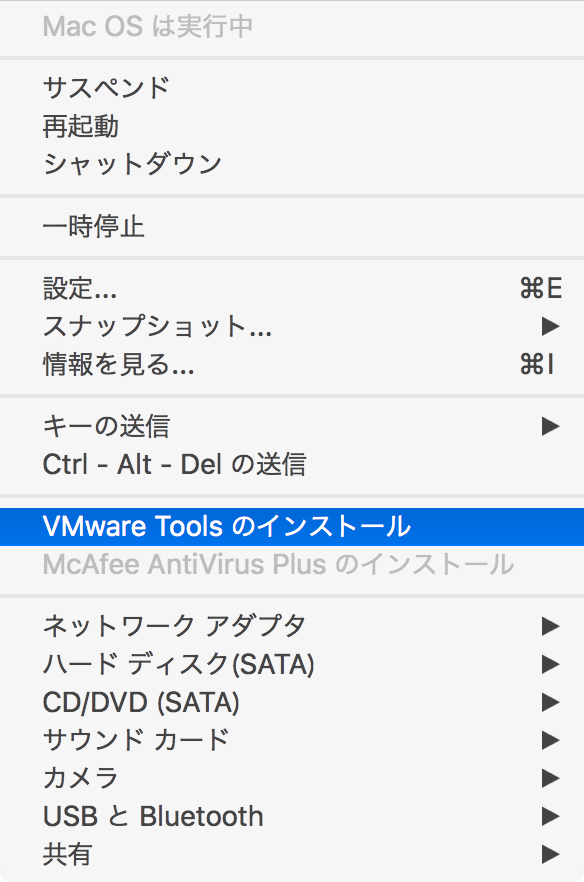 Mac OS は実行中
サスペンド
再起動
シャットダウン
一時停止
設定... ⌘E
スナップショット... ▶
情報を見る... ⌘I
キーの送信 ▶
Ctrl - Alt - Del の送信
VMware Tools のインストール
McAfee AntiVirus Plus のインストール
ネットワーク アダプタ ▶
ハード ディスク(SATA) ▶
CD/DVD (SATA) ▶
サウンド カード ▶
カメラ ▶
USB と Bluetooth ▶
共有 ▶